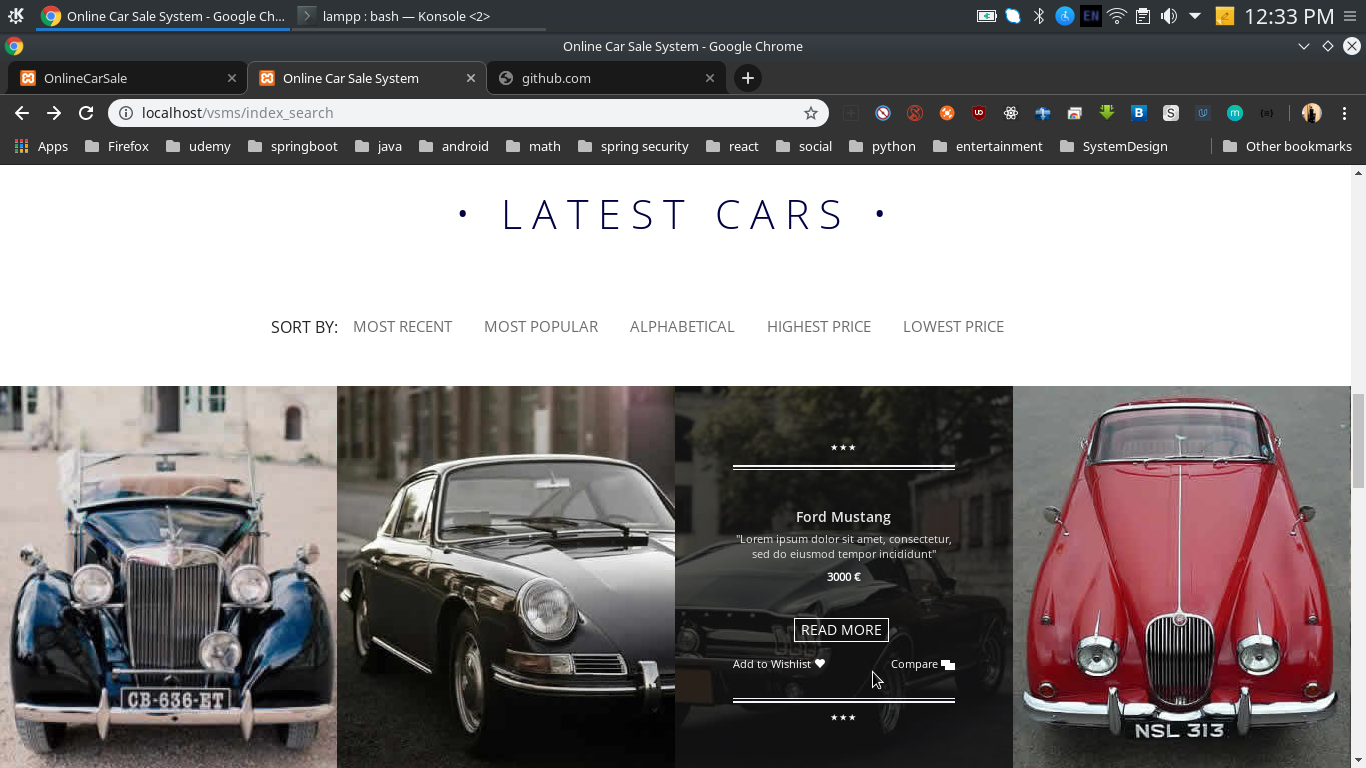 Online Car Sale System - Google Ch...
lampp : bash — Konsole <2>
EN
12:33 PM
Online Car Sale System - Google Chrome
OnlineCarSale
Online Car Sale System
github.com
localhost/vsms/index_search
Apps
Firefox
udemy
springboot
java
android
math
spring security
react
social
python
entertainment
SystemDesign
Other bookmarks
• LATEST CARS •
SORT BY:
MOST RECENT
MOST POPULAR
ALPHABETICAL
HIGHEST PRICE
LOWEST PRICE
Ford Mustang
"Lorem ipsum dolor sit amet, consectetur,
sed do eiusmod tempor incididunt"
3000 €
READ MORE
Add to Wishlist
Compare
CB-636-ET
NSL 313